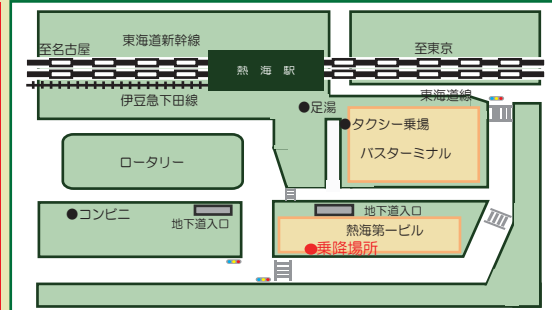 東海道新幹線
至名古屋
至東京
熱海駅
伊豆急下田線
東海道線
●足湯
●タクシー乗場
バスターミナル
ロータリー
●コンビニ
地下道入口
地下道入口
熱海第一ビル
●乗降場所